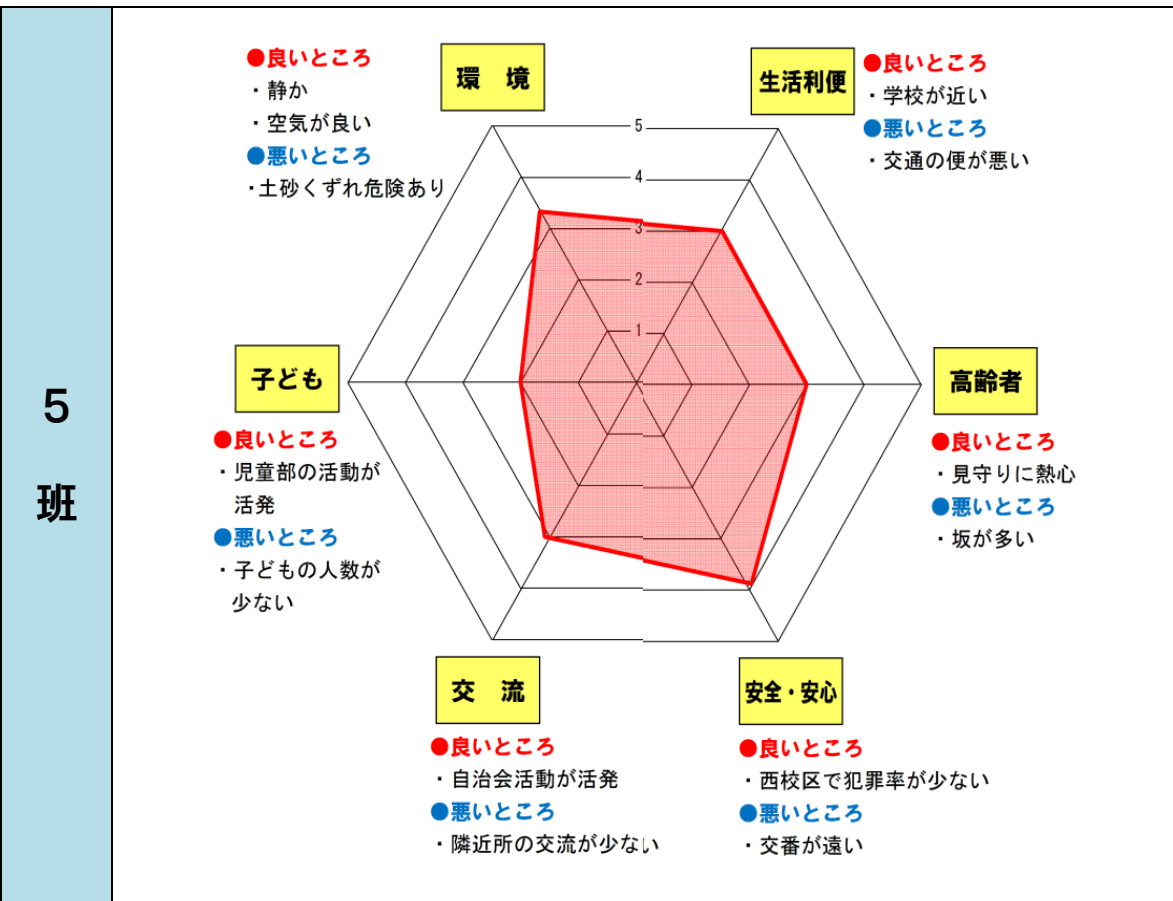 5
班
環　境
●良いところ
・静か
・空気が良い
●悪いところ
・土砂くずれ危険あり
生活利便
●良いところ
・学校が近い
●悪いところ
・交通の便が悪い
5
4
3
2
1
子ども
●良いところ
・児童部の活動が
活発
●悪いところ
・子どもの人数が
少ない
高齢者
●良いところ
・見守りに熱心
●悪いところ
・坂が多い
交　流
●良いところ
・自治会活動が活発
●悪いところ
・隣近所の交流が少ない
安全・安心
●良いところ
・西校区で犯罪率が少ない
●悪いところ
・交番が遠い